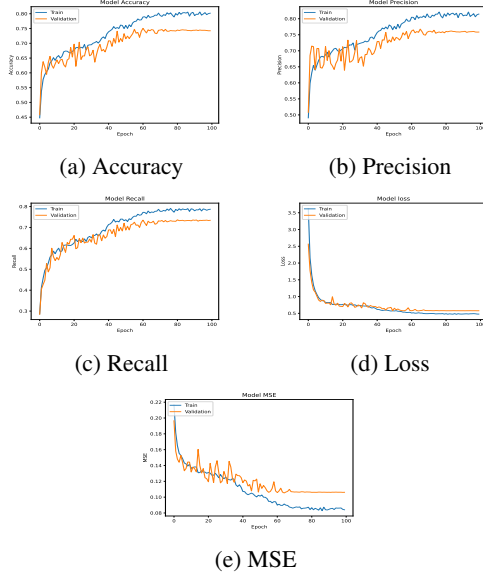 Model Accuracy
Train
Validation
0.80
0.75
0.70
0.65
0.60
0.55
0.50
0.45
Accuracy
0 20 40 60 80 100
Epoch
(a) Accuracy
Model Precision
Train
Validation
0.80
0.75
0.70
0.65
0.60
0.55
0.50
Precision
0 20 40 60 80 100
Epoch
(b) Precision
Model Recall
Train
Validation
0.8
0.7
0.6
0.5
0.4
0.3
Recall
0 20 40 60 80 100
Epoch
(c) Recall
Model loss
Train
Validation
3.5
3.0
2.5
2.0
1.5
1.0
0.5
Loss
0 20 40 60 80 100
Epoch
(d) Loss
Model MSE
Train
Validation
0.22
0.20
0.18
0.16
0.14
0.12
0.10
0.08
MSE
0 20 40 60 80 100
Epoch
(e) MSE